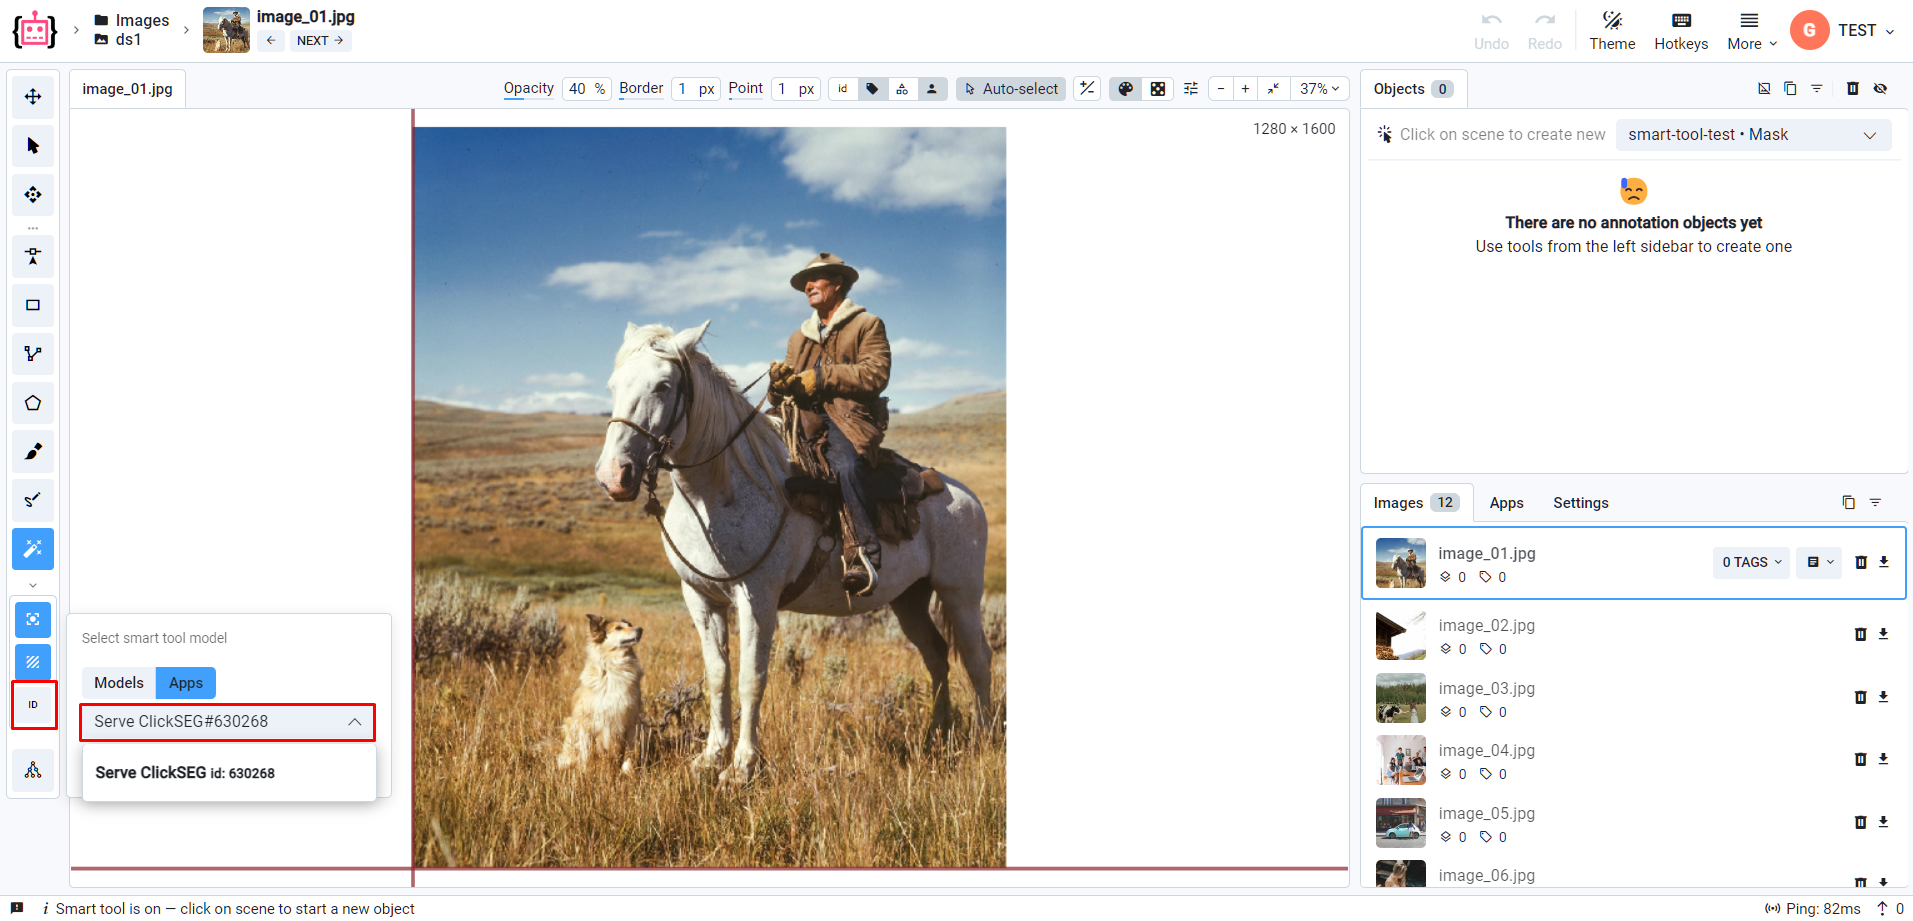 Images
ds1
image_01.jpg
NEXT
Undo
Redo
Theme
Hotkeys
More
G
TEST
image_01.jpg
Opacity 40 % Border 1 px Point 1 px id Auto-select 37%
1280 × 1600
Objects 0
Click on scene to create new smart-tool-test • Mask
There are no annotation objects yet
Use tools from the left sidebar to create one
Images 12 Apps Settings
image_01.jpg
0 0
0 TAGS
image_02.jpg
0 0
image_03.jpg
0 0
image_04.jpg
0 0
image_05.jpg
0 0
image_06.jpg
ID
Select smart tool model
Models Apps
Serve ClickSEG#630268
Serve ClickSEG id: 630268
i Smart tool is on — click on scene to start a new object
Ping: 82ms 0